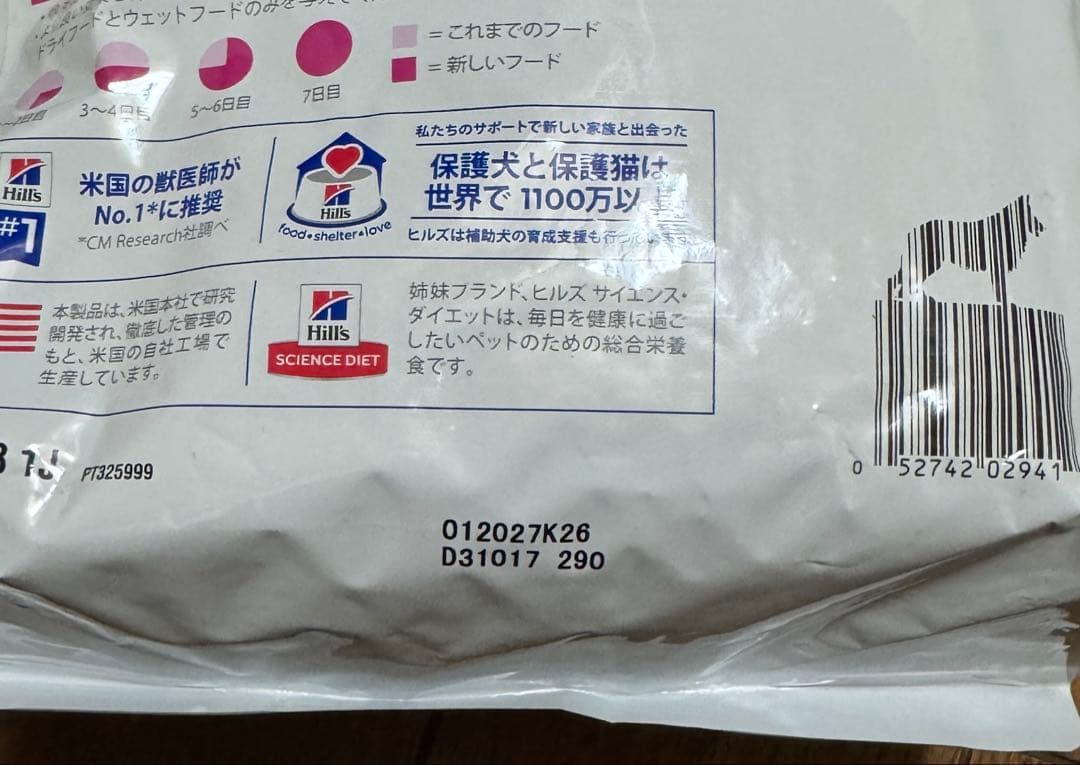 ドライフードとウェットフードのみを
= これまでのフード
= 新しいフード
3〜4日目
5〜6日目
7日目
Hill's
#1
米国の獣医師が
No.1*に推奨
*CM Research社調べ
Hill's
food•shelter•love
私たちのサポートで新しい家族と出会った
保護犬と保護猫は
世界で 1100万以上
ヒルズは補助犬の育成支援も行っています。
本製品は、米国本社で研究
開発され、徹底した管理の
もと、米国の自社工場で
生産しています。
Hill's
SCIENCE DIET
姉妹ブランド、ヒルズ サイエンス・
ダイエットは、毎日を健康に過ご
したいペットのための総合栄養
食です。
PT325999
0 52742 02941
012027K26
D31017 290